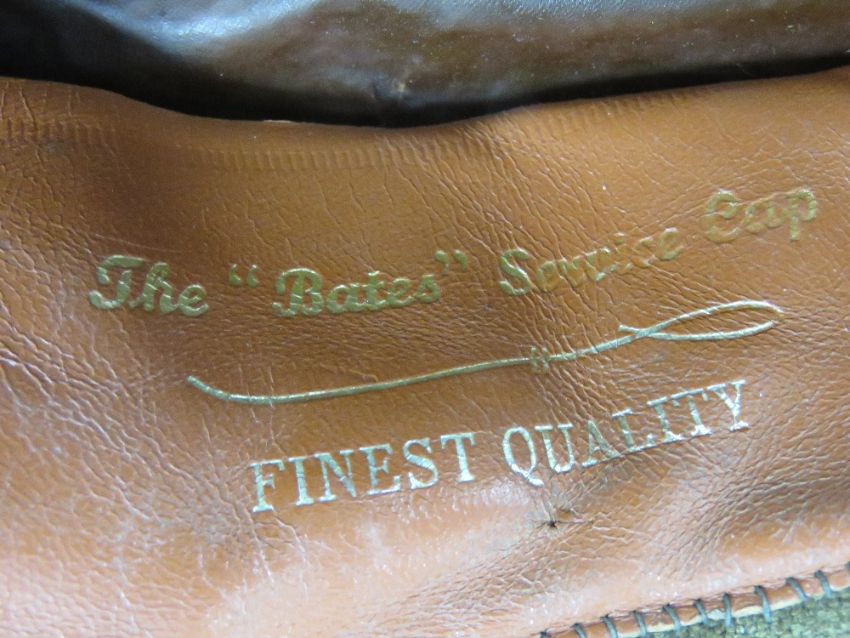 The "Bates" Service Cap
FINEST QUALITY